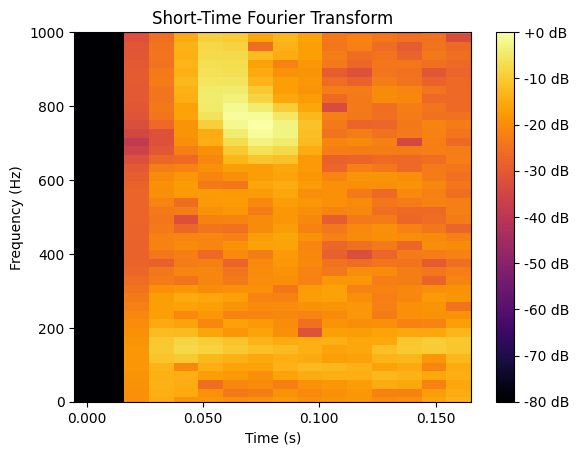 Short-Time Fourier Transform
1000
800
600
400
200
0
Frequency (Hz)
0.000
0.050
0.100
0.150
Time (s)
+0 dB
-10 dB
-20 dB
-30 dB
-40 dB
-50 dB
-60 dB
-70 dB
-80 dB